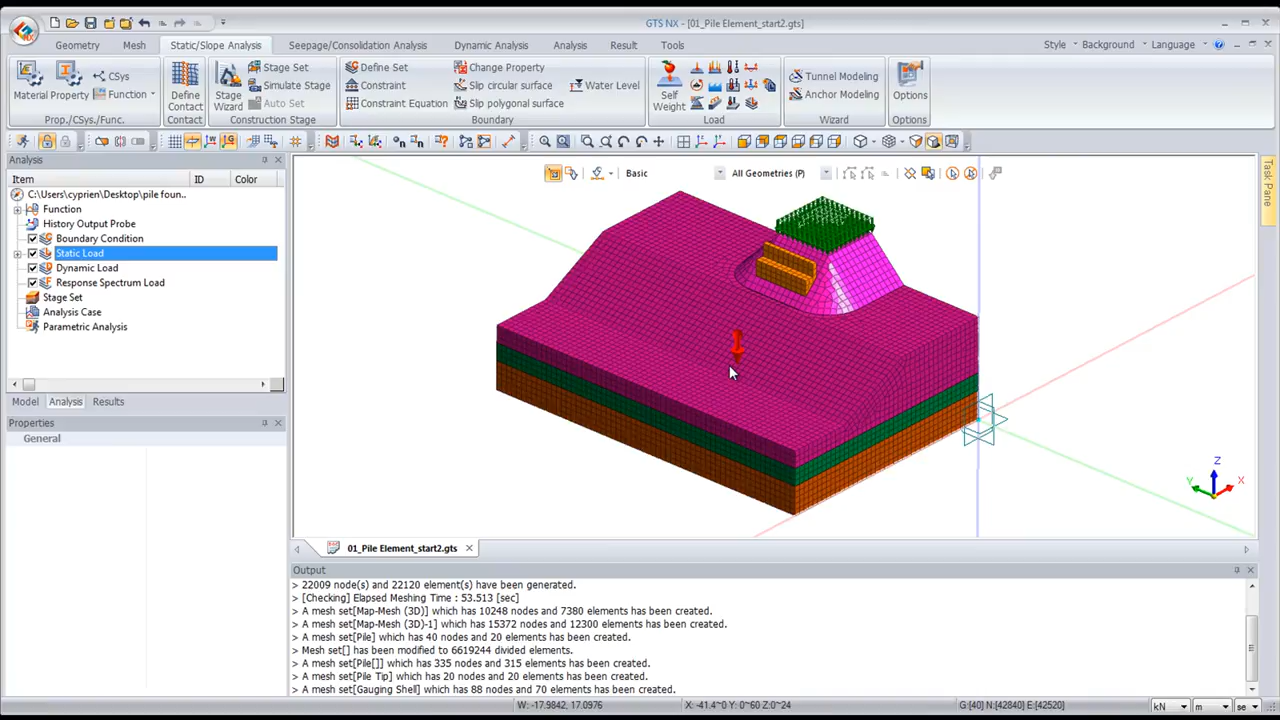 GTS NX - [01_Pile Element_start2.gts]
Geometry Mesh Static/Slope Analysis Seepage/Consolidation Analysis Dynamic Analysis Analysis Result Tools
Style Background Language
Material Property CSys Function
Prop./CSys./Func.
Define Contact
Contact
Stage Wizard Stage Set Simulate Stage Auto Set
Construction Stage
Define Set Constraint Constraint Equation Change Property Slip circular surface Slip polygonal surface Water Level
Boundary
Self Weight
Load
Tunnel Modeling
Anchor Modeling
Wizard
Options
Options
Analysis
Item ID Color
C:\Users\cyprien\Desktop\pile foun..
Function
History Output Probe
Boundary Condition
Static Load
Dynamic Load
Response Spectrum Load
Stage Set
Analysis Case
Parametric Analysis
Model Analysis Results
Properties
General
Basic All Geometries (P)
Task Pane
Z
Y
X
01_Pile Element_start2.gts
Output
> 22009 node(s) and 22120 element(s) have been generated.
> [Checking] Elapsed Meshing Time : 53.513 [sec]
> A mesh set[Map-Mesh (3D)] which has 10248 nodes and 7380 elements has been created.
> A mesh set[Map-Mesh (3D)-1] which has 15372 nodes and 12300 elements has been created.
> A mesh set[Pile] which has 40 nodes and 20 elements has been created.
> Mesh set[] has been modified to 6619244 divided elements.
> A mesh set[Pile[]] which has 335 nodes and 315 elements has been created.
> A mesh set[Pile Tip] which has 20 nodes and 20 elements has been created.
> A mesh set[Gauging Shell] which has 88 nodes and 70 elements has been created.
W: -17.9842, 17.0976 X: -41.4~0 Y: 0~60 Z:0~24 G:[40] N:[42840] E:[42520] kN m se